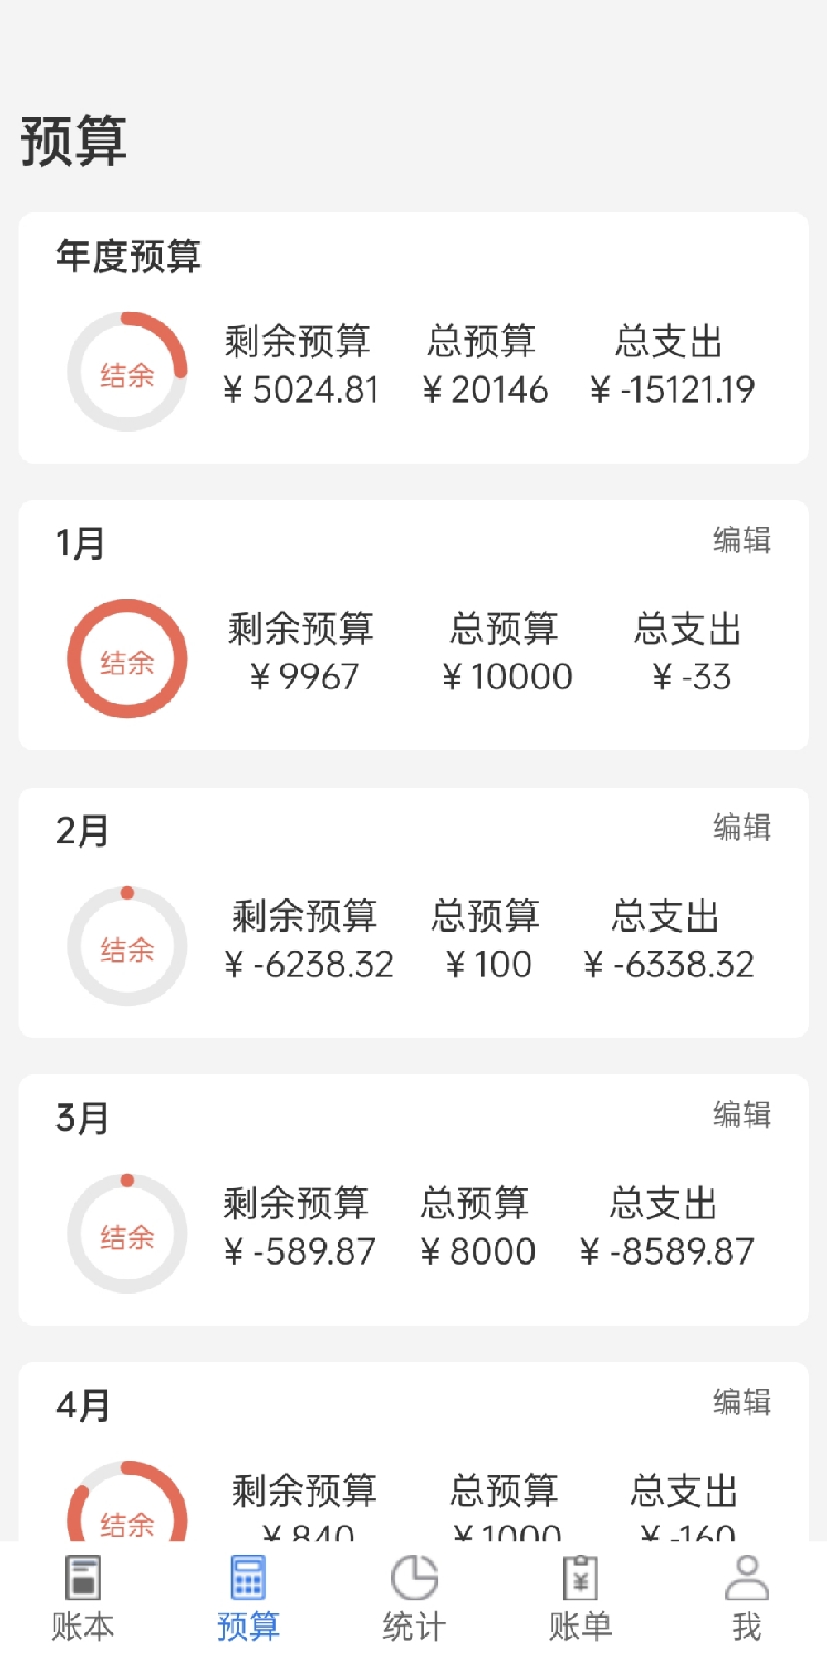 预算
年度预算
结余
剩余预算 总预算 总支出
¥ 5024.81 ¥ 20146 ¥ -15121.19
1月 编辑
结余
剩余预算 总预算 总支出
¥ 9967 ¥ 10000 ¥ -33
2月 编辑
结余
剩余预算 总预算 总支出
¥ -6238.32 ¥ 100 ¥ -6338.32
3月 编辑
结余
剩余预算 总预算 总支出
¥ -589.87 ¥ 8000 ¥ -8589.87
4月 编辑
结余
剩余预算 总预算 总支出
¥ 840 ¥ 1000 ¥ -160
账本 预算 统计 账单 我